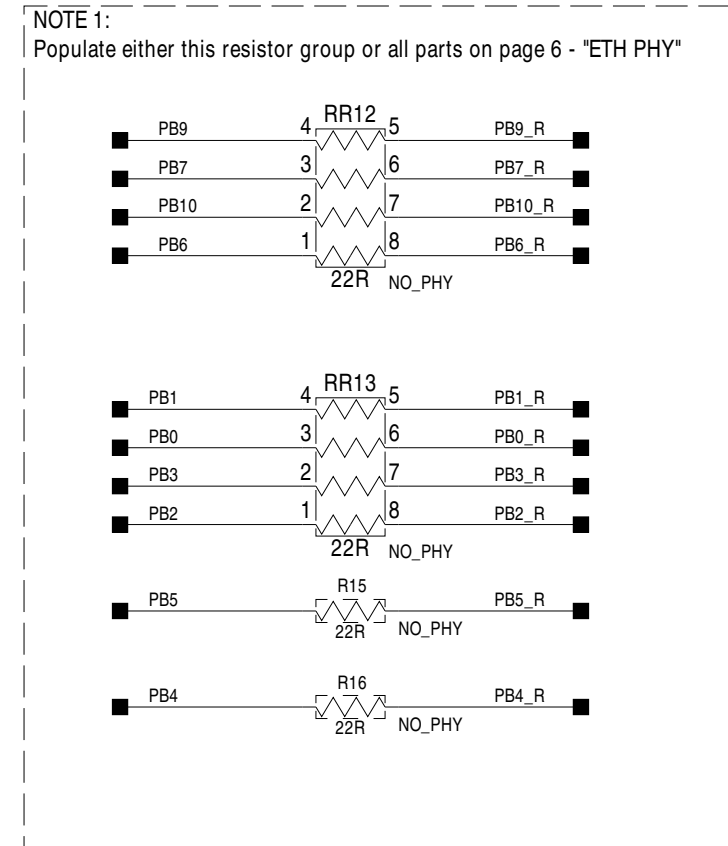 NOTE 1:
Populate either this resistor group or all parts on page 6 - "ETH PHY"
RR12
PB9 4 5 PB9_R
PB7 3 6 PB7_R
PB10 2 7 PB10_R
PB6 1 8 PB6_R
22R NO_PHY
RR13
PB1 4 5 PB1_R
PB0 3 6 PB0_R
PB3 2 7 PB3_R
PB2 1 8 PB2_R
22R NO_PHY
R15
PB5 PB5_R
22R NO_PHY
R16
PB4 PB4_R
22R NO_PHY